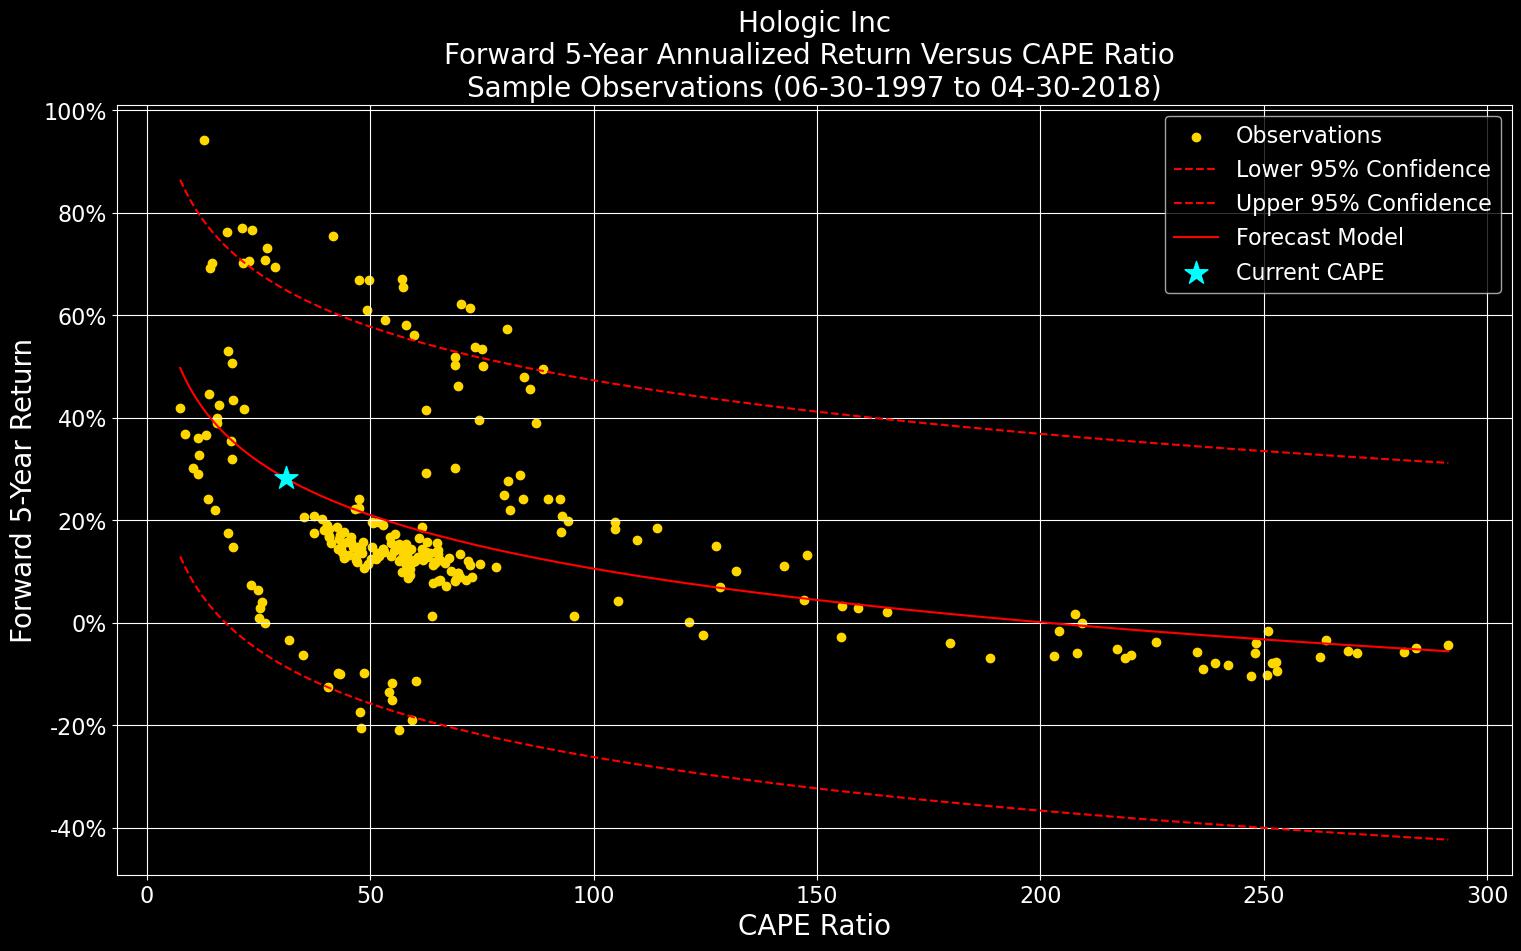 Hologic Inc
Forward 5-Year Annualized Return Versus CAPE Ratio
Sample Observations (06-30-1997 to 04-30-2018)
100%
80%
60%
40%
20%
0%
-20%
-40%
Forward 5-Year Return
Observations
Lower 95% Confidence
Upper 95% Confidence
Forecast Model
Current CAPE
0 50 100 150 200 250 300
CAPE Ratio